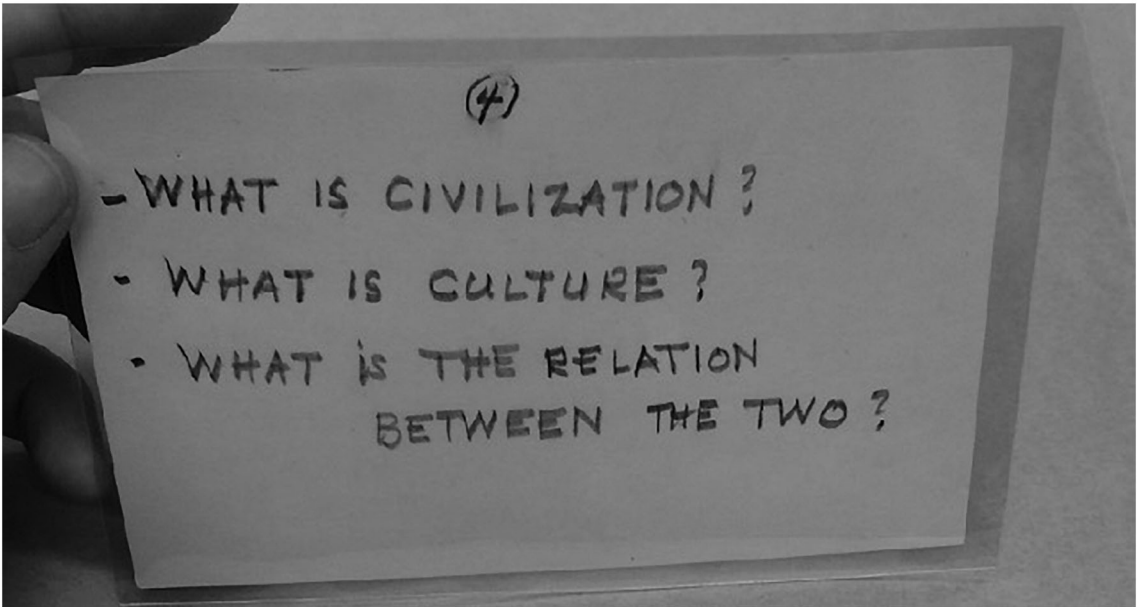 (4)
- WHAT IS CIVILIZATION?
- WHAT IS CULTURE?
- WHAT iS THE RELATION
BETWEEN THE TWO?